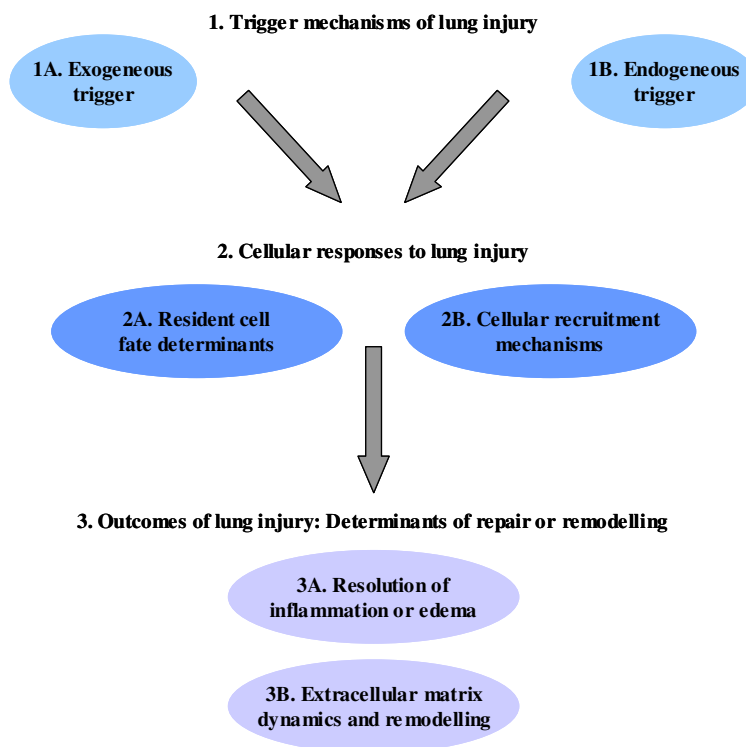 1. Trigger mechanisms of lung injury
1A. Exogeneous
trigger
1B. Endogeneous
trigger
2. Cellular responses to lung injury
2A. Resident cell
fate determinants
2B. Cellular recruitment
mechanisms
3. Outcomes of lung injury: Determinants of repair or remodelling
3A. Resolution of
inflammation or edema
3B. Extracellular matrix
dynamics and remodelling